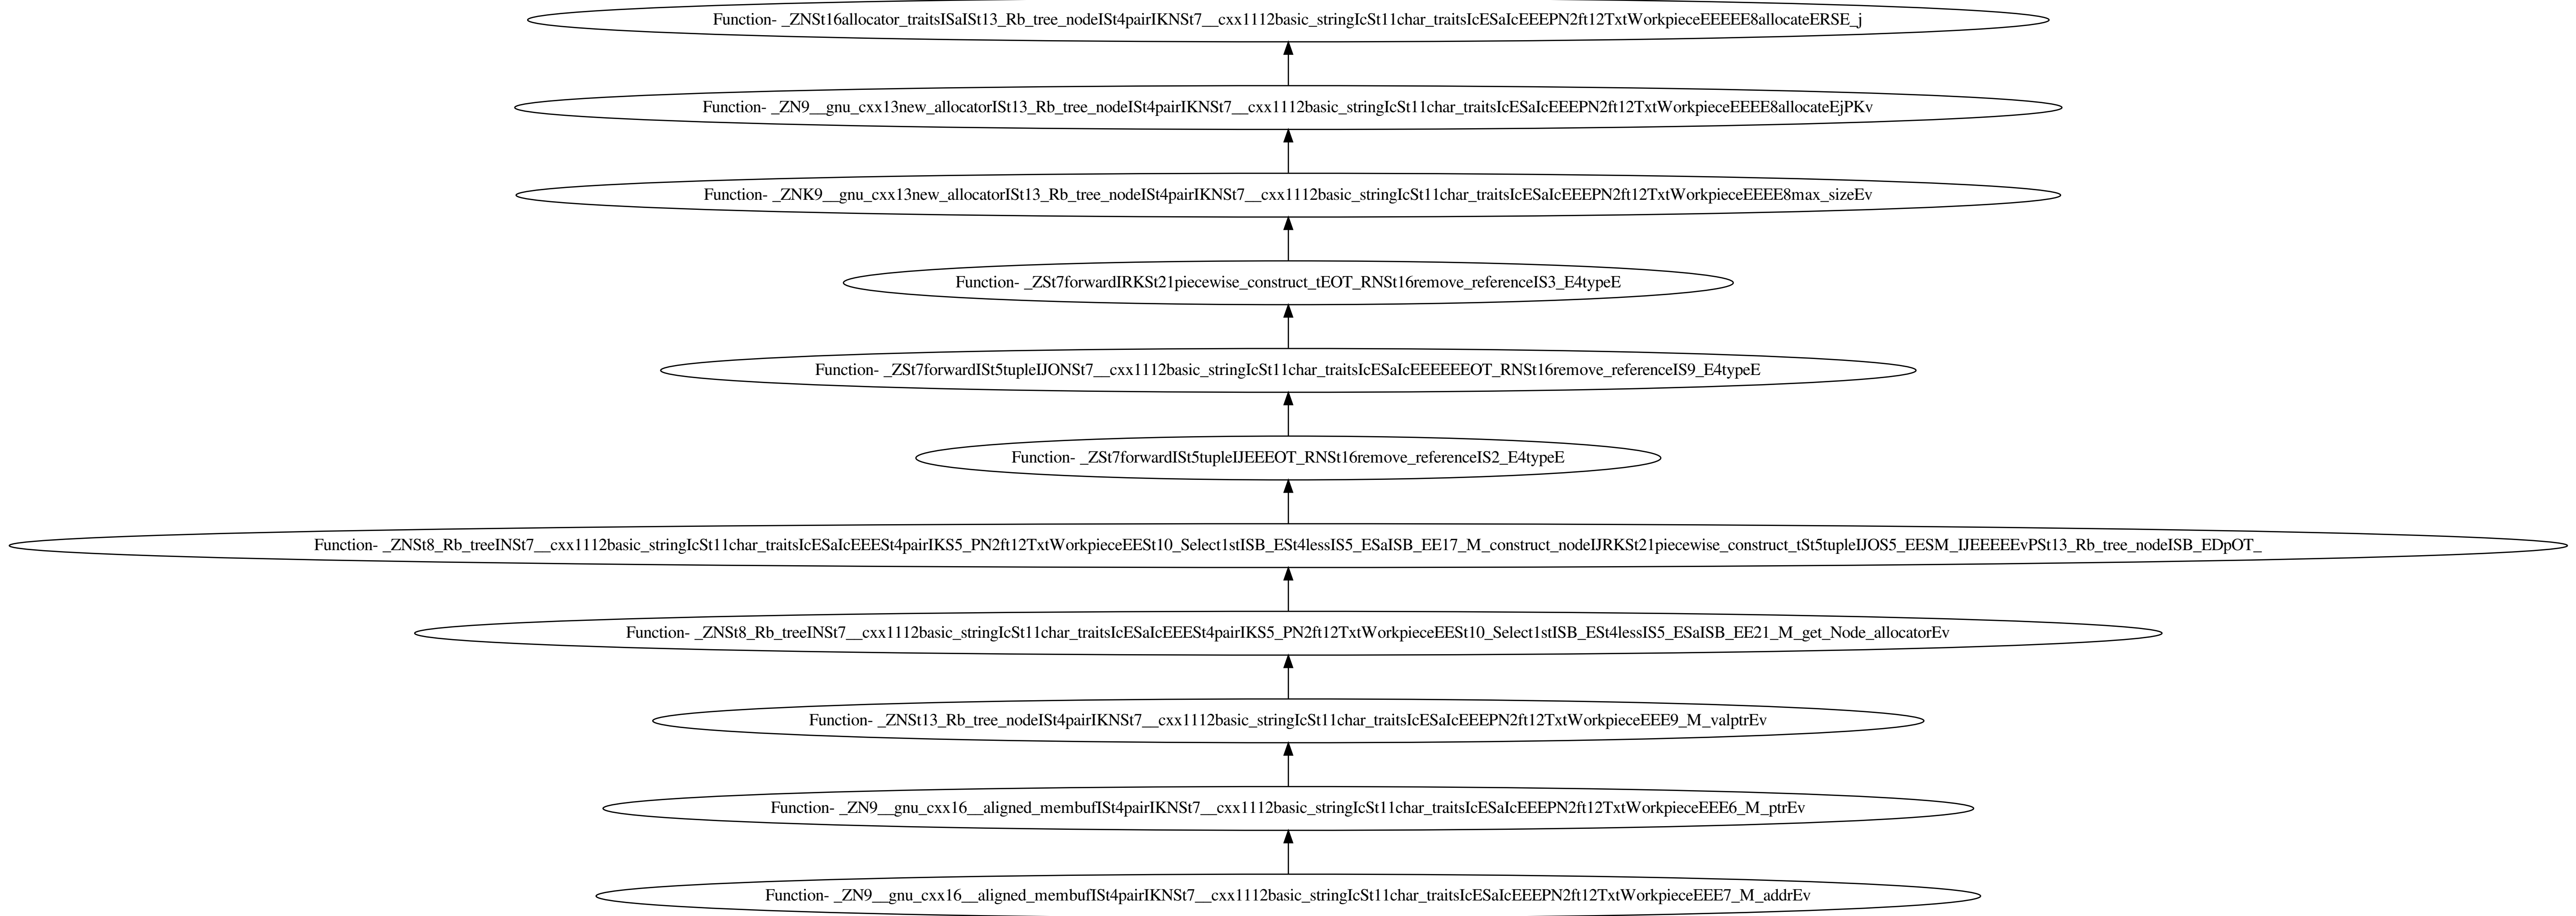 Function- _ZNSt16allocator_traitsISaISt13_Rb_tree_nodeISt4pairIKNSt7__cxx1112basic_stringIcSt11char_traitsIcESaIcEEEPN2ft12TxtWorkpieceEEEEE8allocateERSE_j
Function- _ZN9__gnu_cxx13new_allocatorISt13_Rb_tree_nodeISt4pairIKNSt7__cxx1112basic_stringIcSt11char_traitsIcESaIcEEEPN2ft12TxtWorkpieceEEEE8allocateEjPKv
Function- _ZNK9__gnu_cxx13new_allocatorISt13_Rb_tree_nodeISt4pairIKNSt7__cxx1112basic_stringIcSt11char_traitsIcESaIcEEEPN2ft12TxtWorkpieceEEEE8max_sizeEv
Function- _ZSt7forwardIRKSt21piecewise_construct_tEOT_RNSt16remove_referenceIS3_E4typeE
Function- _ZSt7forwardISt5tupleIJONSt7__cxx1112basic_stringIcSt11char_traitsIcESaIcEEEEEEOT_RNSt16remove_referenceIS9_E4typeE
Function- _ZSt7forwardISt5tupleIJEEEOT_RNSt16remove_referenceIS2_E4typeE
Function- _ZNSt8_Rb_treeINSt7__cxx1112basic_stringIcSt11char_traitsIcESaIcEEESt4pairIKS5_PN2ft12TxtWorkpieceEESt10_Select1stISB_ESt4lessIS5_ESaISB_EE17_M_construct_nodeIJRKSt21piecewise_construct_tSt5tupleIJOS5_EESM_IJEEEEEvPSt13_Rb_tree_nodeISB_EDpOT_
Function- _ZNSt8_Rb_treeINSt7__cxx1112basic_stringIcSt11char_traitsIcESaIcEEESt4pairIKS5_PN2ft12TxtWorkpieceEESt10_Select1stISB_ESt4lessIS5_ESaISB_EE21_M_get_Node_allocatorEv
Function- _ZNSt13_Rb_tree_nodeISt4pairIKNSt7__cxx1112basic_stringIcSt11char_traitsIcESaIcEEEPN2ft12TxtWorkpieceEEE9_M_valptrEv
Function- _ZN9__gnu_cxx16__aligned_membufISt4pairIKNSt7__cxx1112basic_stringIcSt11char_traitsIcESaIcEEEPN2ft12TxtWorkpieceEEE6_M_ptrEv
Function- _ZN9__gnu_cxx16__aligned_membufISt4pairIKNSt7__cxx1112basic_stringIcSt11char_traitsIcESaIcEEEPN2ft12TxtWorkpieceEEE7_M_addrEv